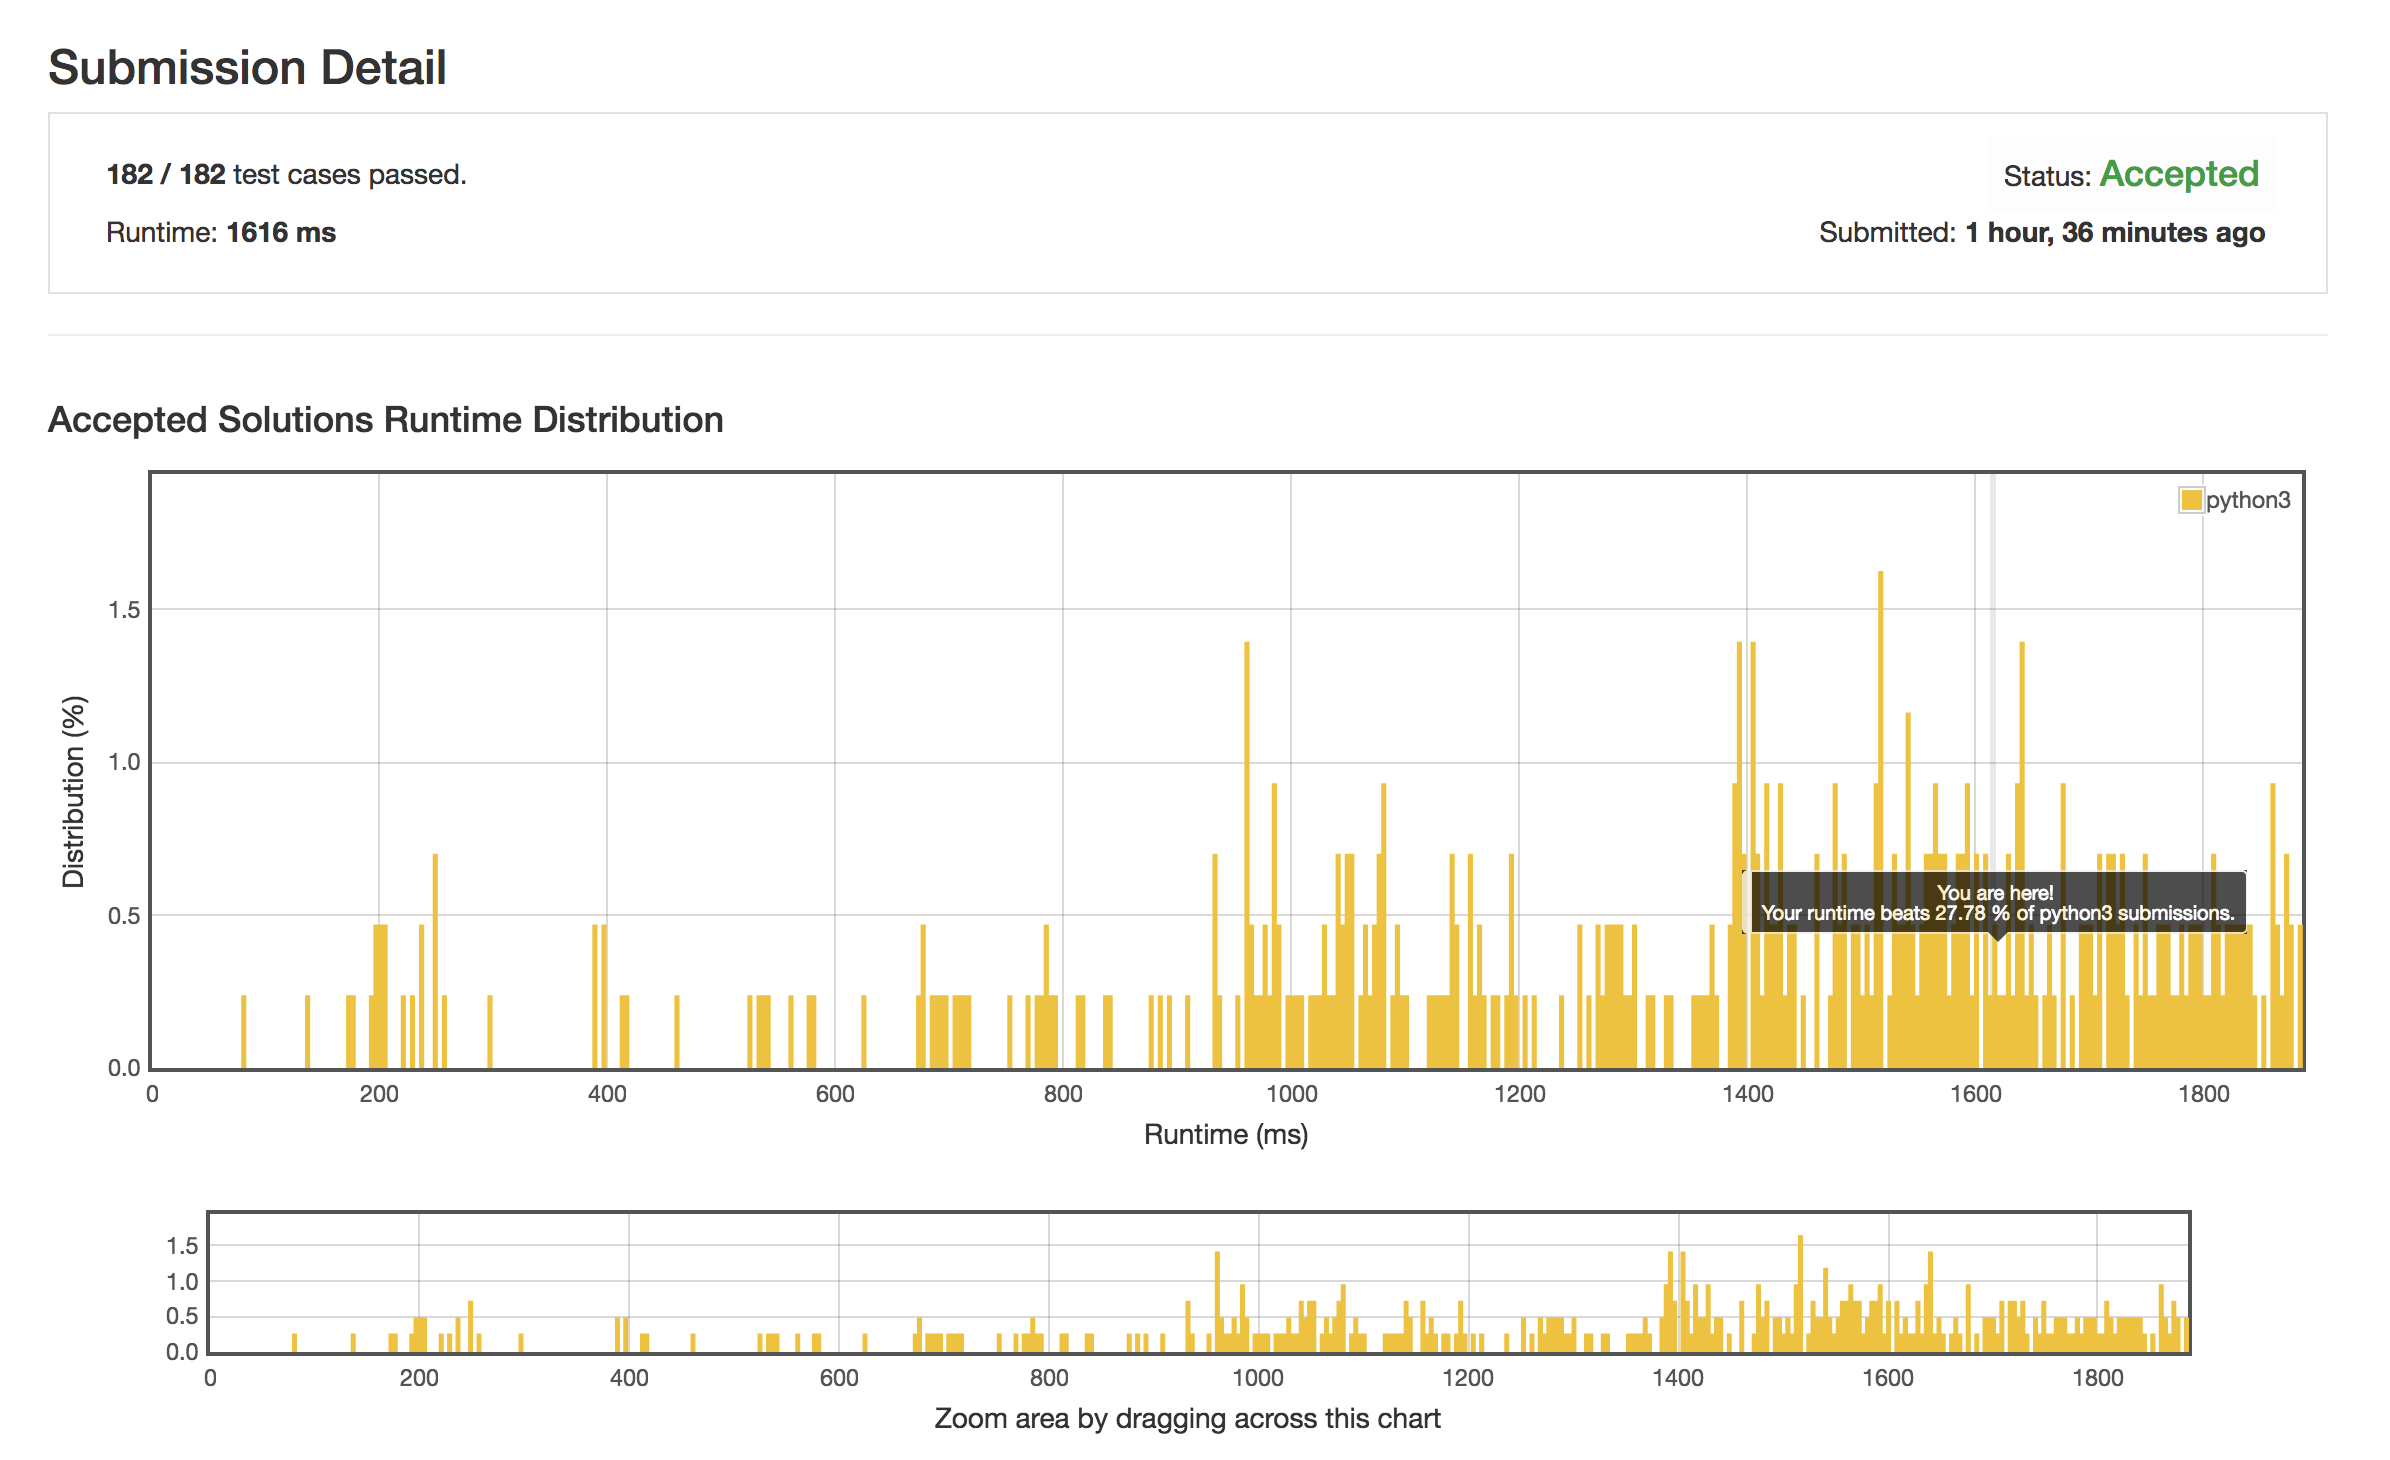 Submission Detail
182 / 182 test cases passed.
Status: Accepted
Runtime: 1616 ms
Submitted: 1 hour, 36 minutes ago
Accepted Solutions Runtime Distribution
python3
1.5
1.0
0.5
0.0
Distribution (%)
You are here!
Your runtime beats 27.78 % of python3 submissions.
0 200 400 600 800 1000 1200 1400 1600 1800
Runtime (ms)
1.5
1.0
0.5
0.0
0 200 400 600 800 1000 1200 1400 1600 1800
Zoom area by dragging across this chart